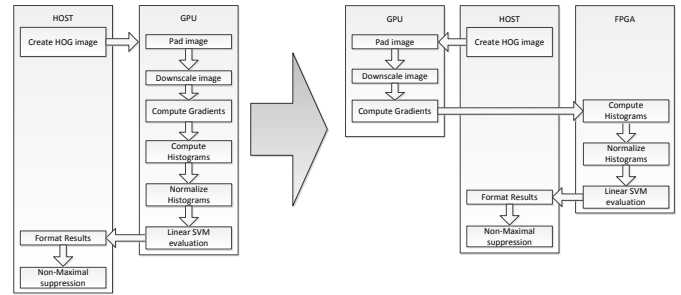 HOST
Create HOG image
Format Results
Non-Maximal
suppression
GPU
Pad image
Downscale image
Compute Gradients
Compute
Histograms
Normalize
Histograms
Linear SVM
evaluation
GPU
Pad image
Downscale image
Compute Gradients
HOST
Create HOG image
Format Results
Non-Maximal
suppression
FPGA
Compute
Histograms
Normalize
Histograms
Linear SVM
evaluation